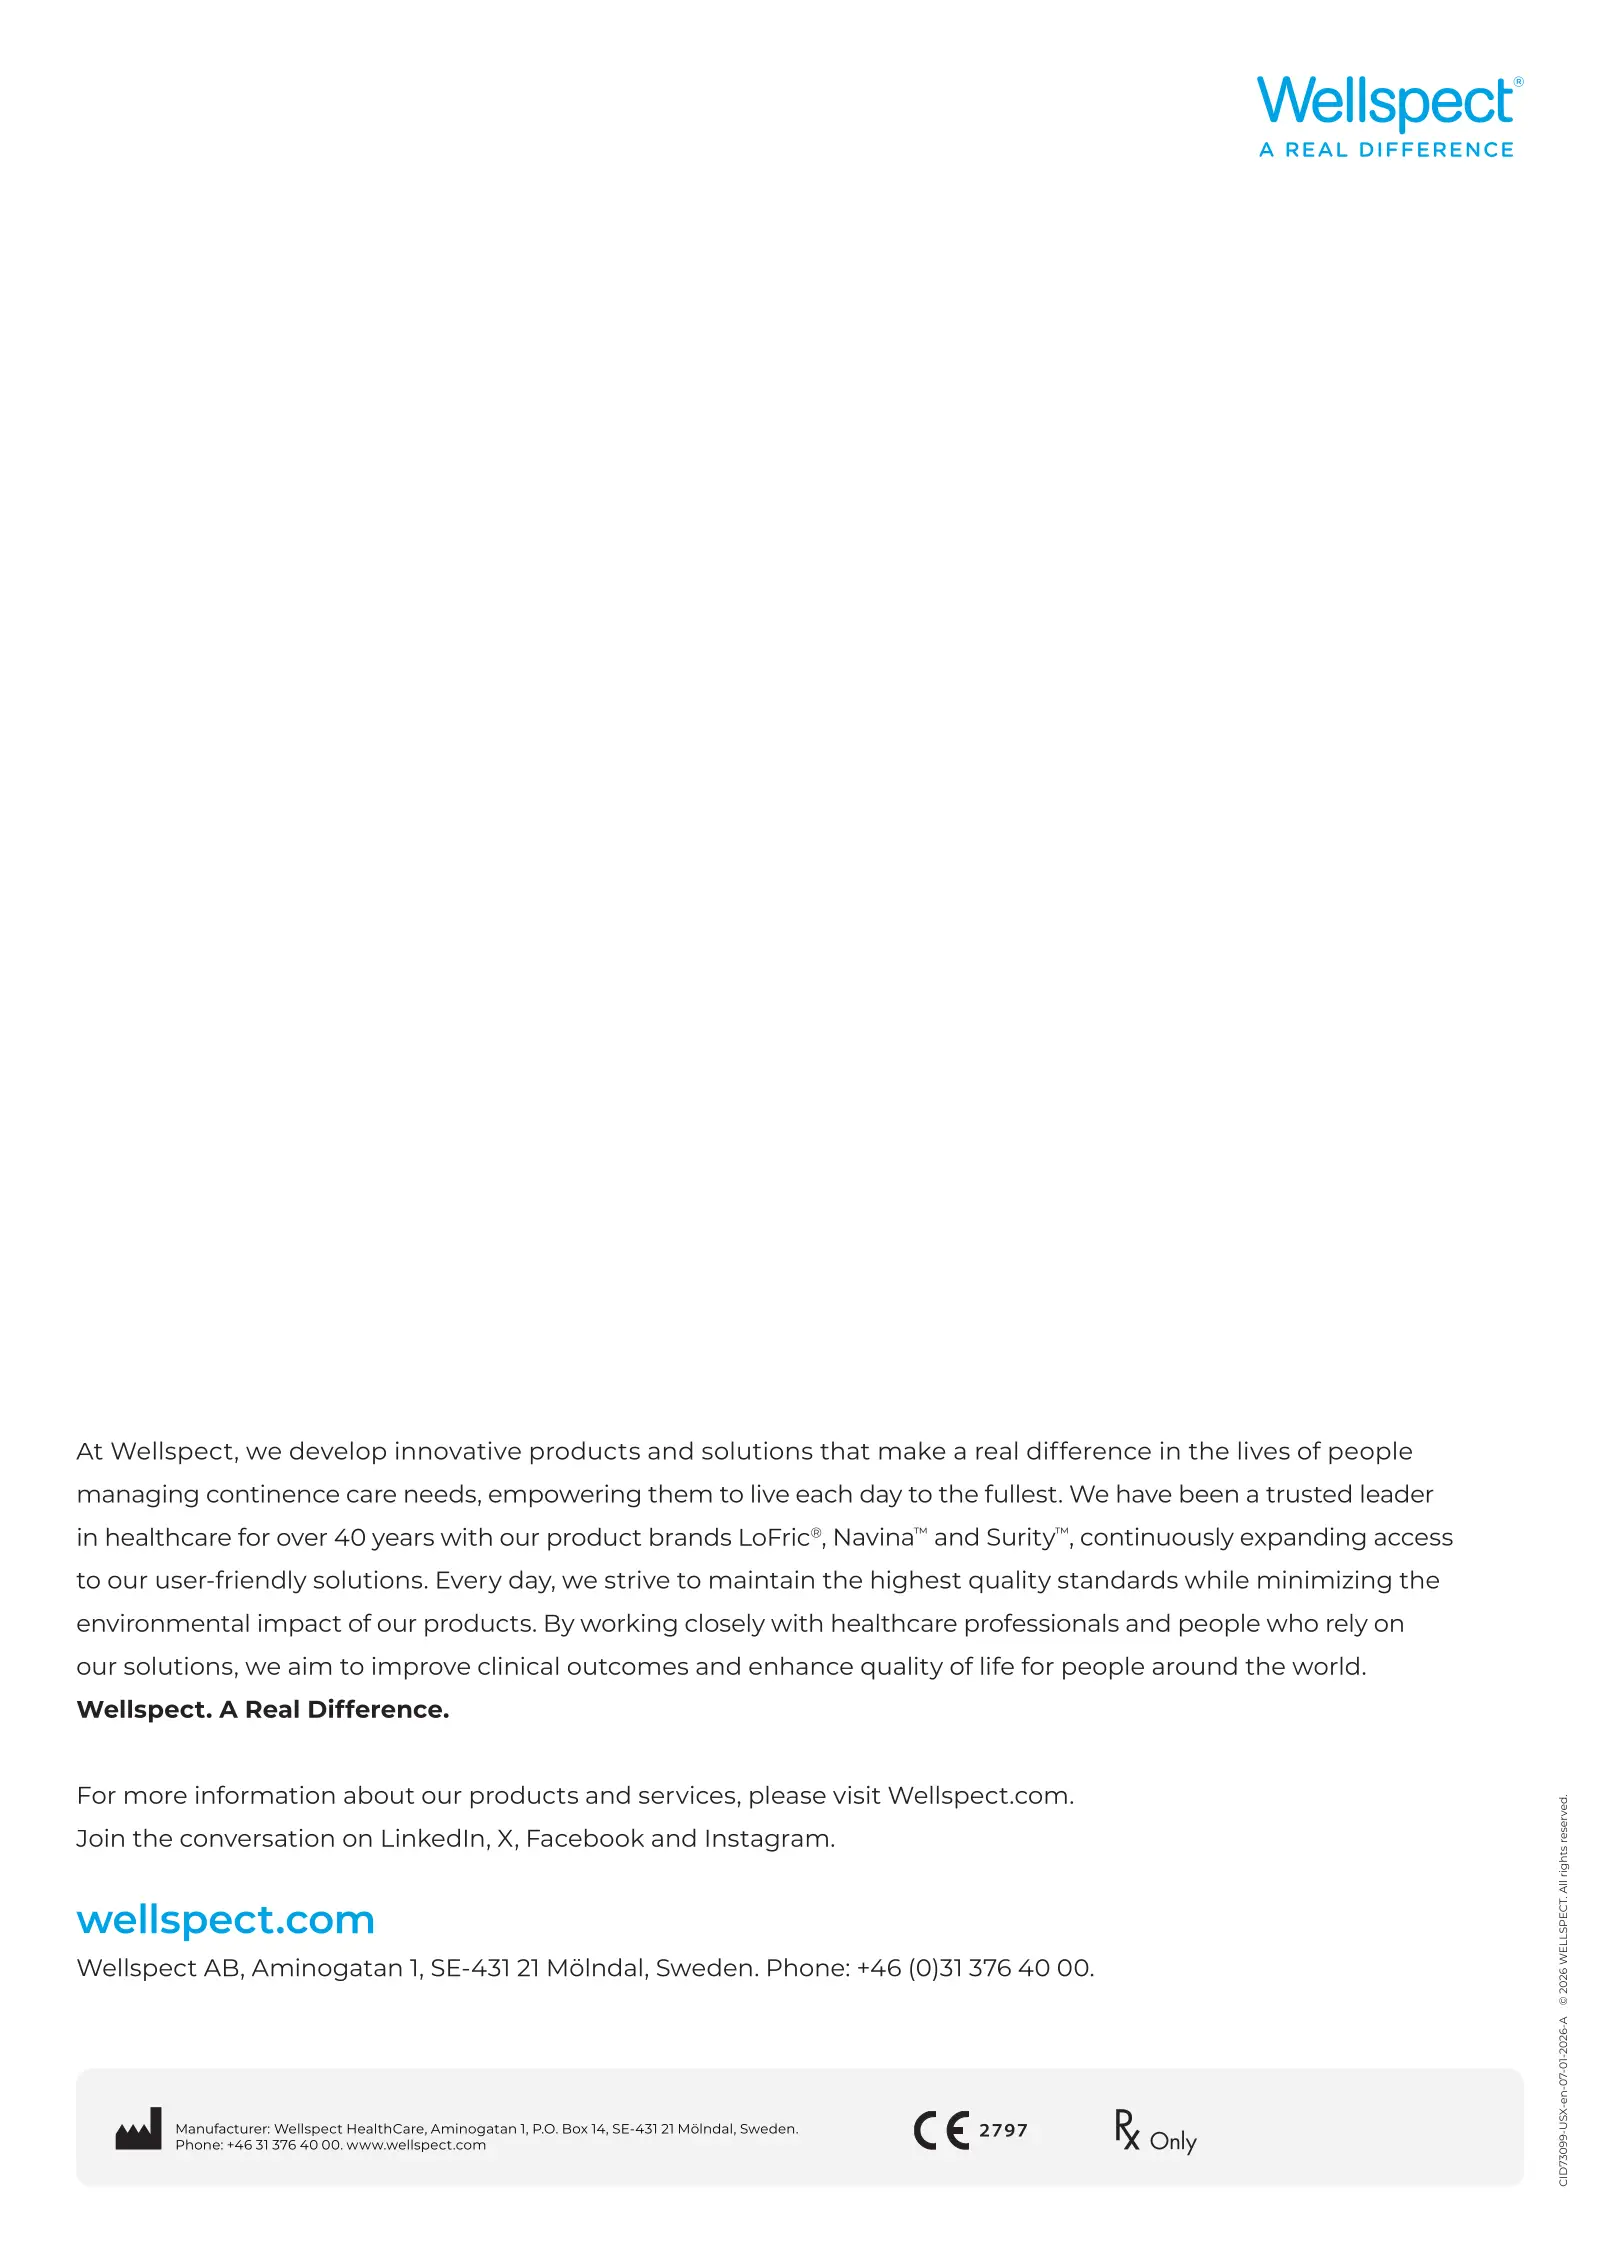 Wellspect®
A REAL DIFFERENCE
At Wellspect, we develop innovative products and solutions that make a real difference in the lives of people
managing continence care needs, empowering them to live each day to the fullest. We have been a trusted leader
in healthcare for over 40 years with our product brands LoFric®, Navina™ and Surity™, continuously expanding access
to our user-friendly solutions. Every day, we strive to maintain the highest quality standards while minimizing the
environmental impact of our products. By working closely with healthcare professionals and people who rely on
our solutions, we aim to improve clinical outcomes and enhance quality of life for people around the world.
Wellspect. A Real Difference.
For more information about our products and services, please visit Wellspect.com.
Join the conversation on LinkedIn, X, Facebook and Instagram.
wellspect.com
Wellspect AB, Aminogatan 1, SE-431 21 Mölndal, Sweden. Phone: +46 (0)31 376 40 00.
Manufacturer: Wellspect HealthCare, Aminogatan 1, P.O. Box 14, SE-431 21 Mölndal, Sweden.
Phone: +46 31 376 40 00. www.wellspect.com
CE 2797
Rx Only
CID73099-USX-en-07-01-2026-A © 2026 WELLSPECT. All rights reserved.